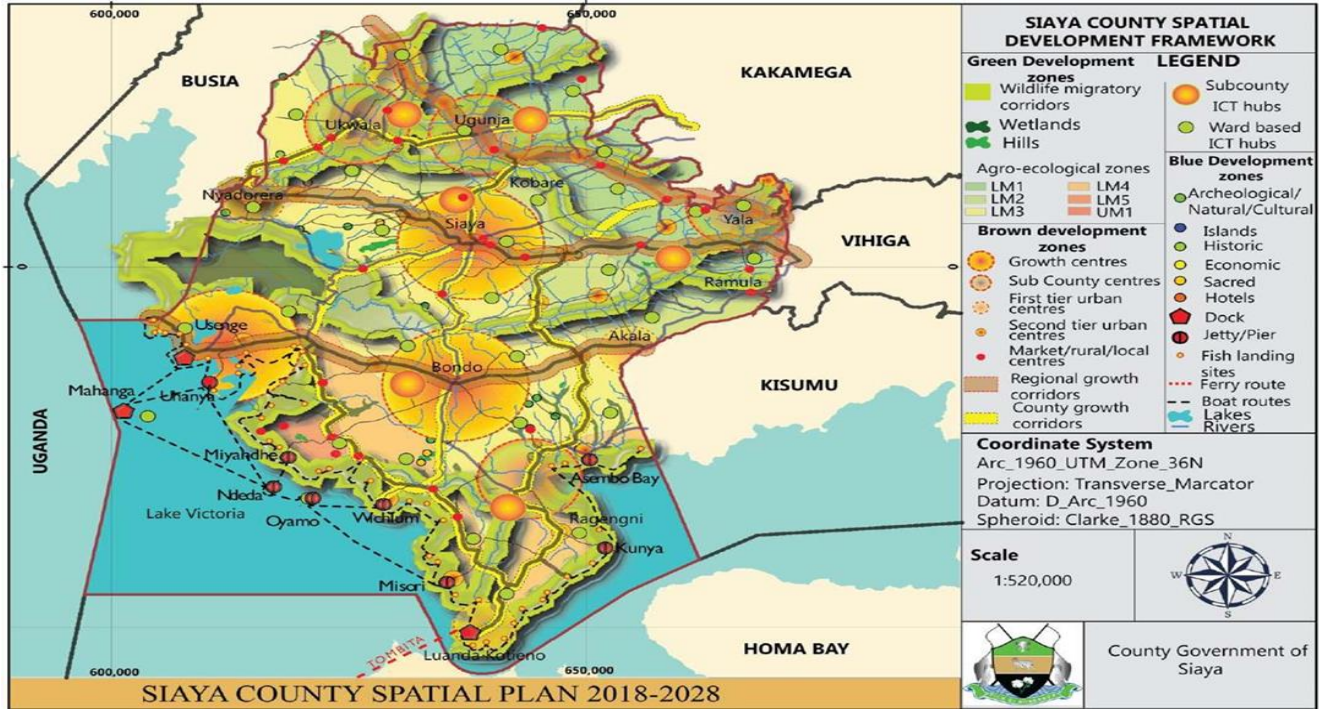 600,000
650,000
BUSIA
KAKAMEGA
Ukwala
Ugunja
Kobare
Nyadorera
Siaya
Yala
VIHIGA
0
0
Ramula
Usenge
Akala
Bondo
Mahanga
Uhanya
KISUMU
UGANDA
Miyandhe
Asembo Bay
Ndeda
Lake Victoria
Oyamo
Wichlum
Ragengni
Kunya
Misori
TOMBITA
Luanda Kotieno
HOMA BAY
600,000
650,000
SIAYA COUNTY SPATIAL PLAN 2018-2028
SIAYA COUNTY SPATIAL
DEVELOPMENT FRAMEWORK
LEGEND
Green Development
zones
Wildlife migratory
corridors
Wetlands
Hills
Agro-ecological zones
LM1
LM2
LM3
LM4
LM5
UM1
Brown development
zones
Growth centres
Sub County centres
First tier urban
centres
Second tier urban
centres
Market/rural/local
centres
Regional growth
corridors
County growth
corridors
Subcounty
ICT hubs
Ward based
ICT hubs
Blue Development
zones
Archeological/
Natural/Cultural
Islands
Historic
Economic
Sacred
Hotels
Dock
Jetty/Pier
Fish landing
sites
Ferry route
Boat routes
Lakes
Rivers
Coordinate System
Arc_1960_UTM_Zone_36N
Projection: Transverse_Marcator
Datum: D_Arc_1960
Spheroid: Clarke_1880_RGS
Scale
1:520,000
N
W
E
S
County Government of
Siaya